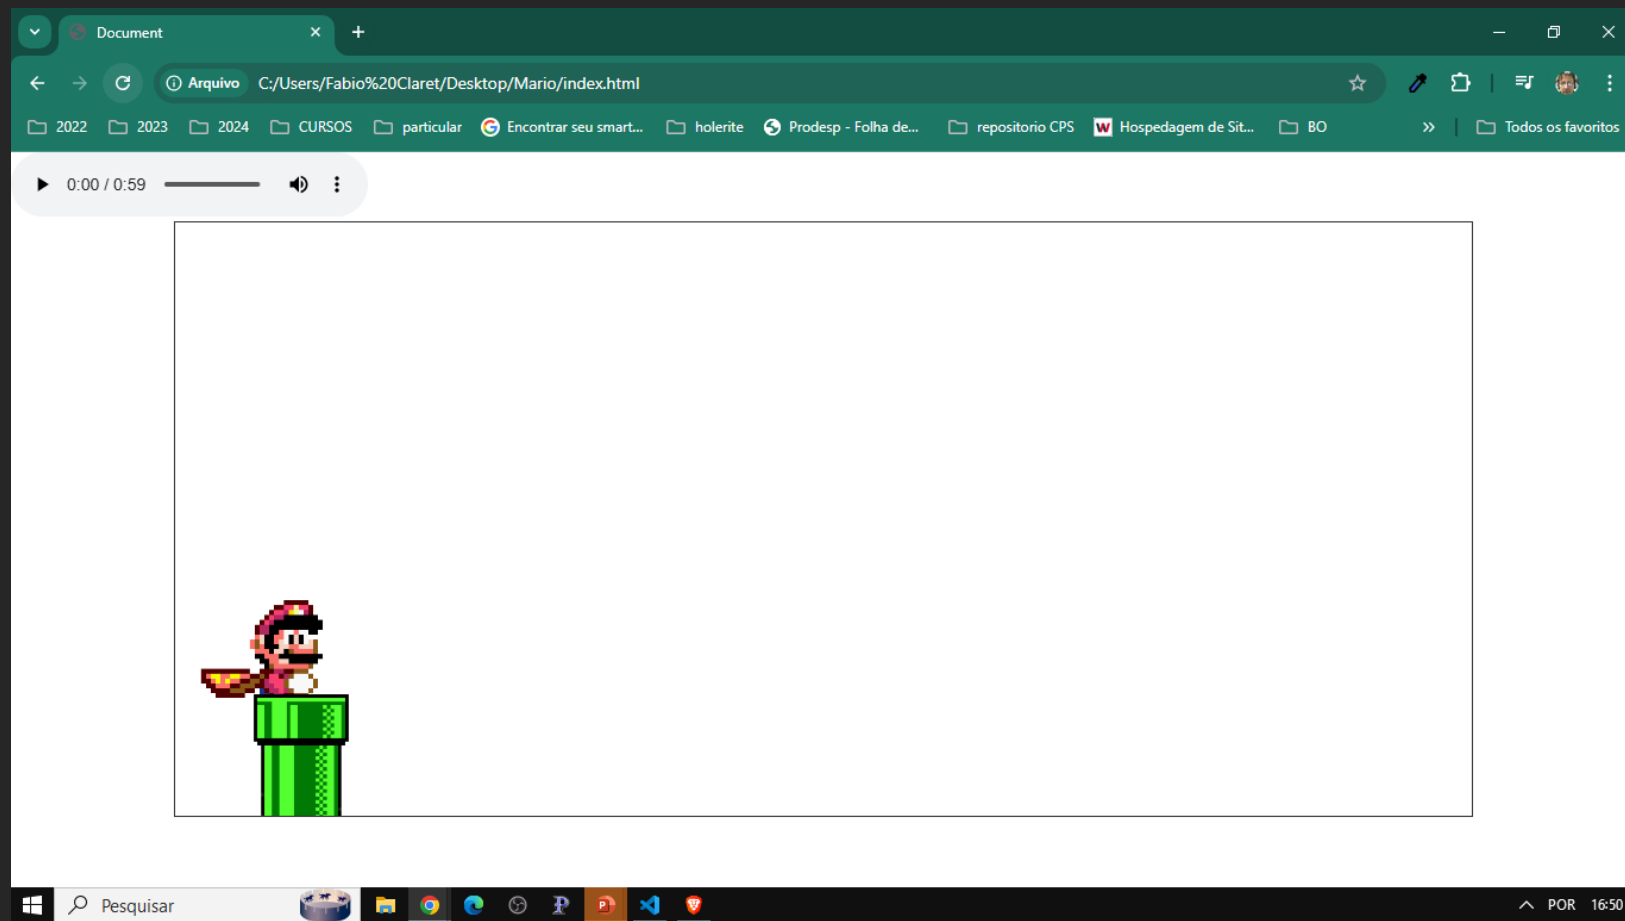 Document
Arquivo C:/Users/Fabio%20Claret/Desktop/Mario/index.html
2022 2023 2024 CURSOS particular Encontrar seu smart... holerite Prodesp - Folha de... repositorio CPS Hospedagem de Sit... BO Todos os favoritos
0:00 / 0:59
Pesquisar POR 16:50